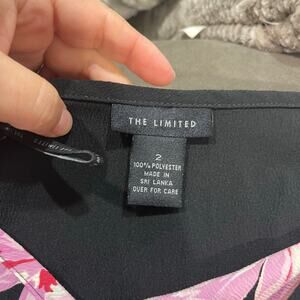 THE LIMITED
2
100% POLYESTER
MADE IN
SRI LANKA
OVER FOR CARE